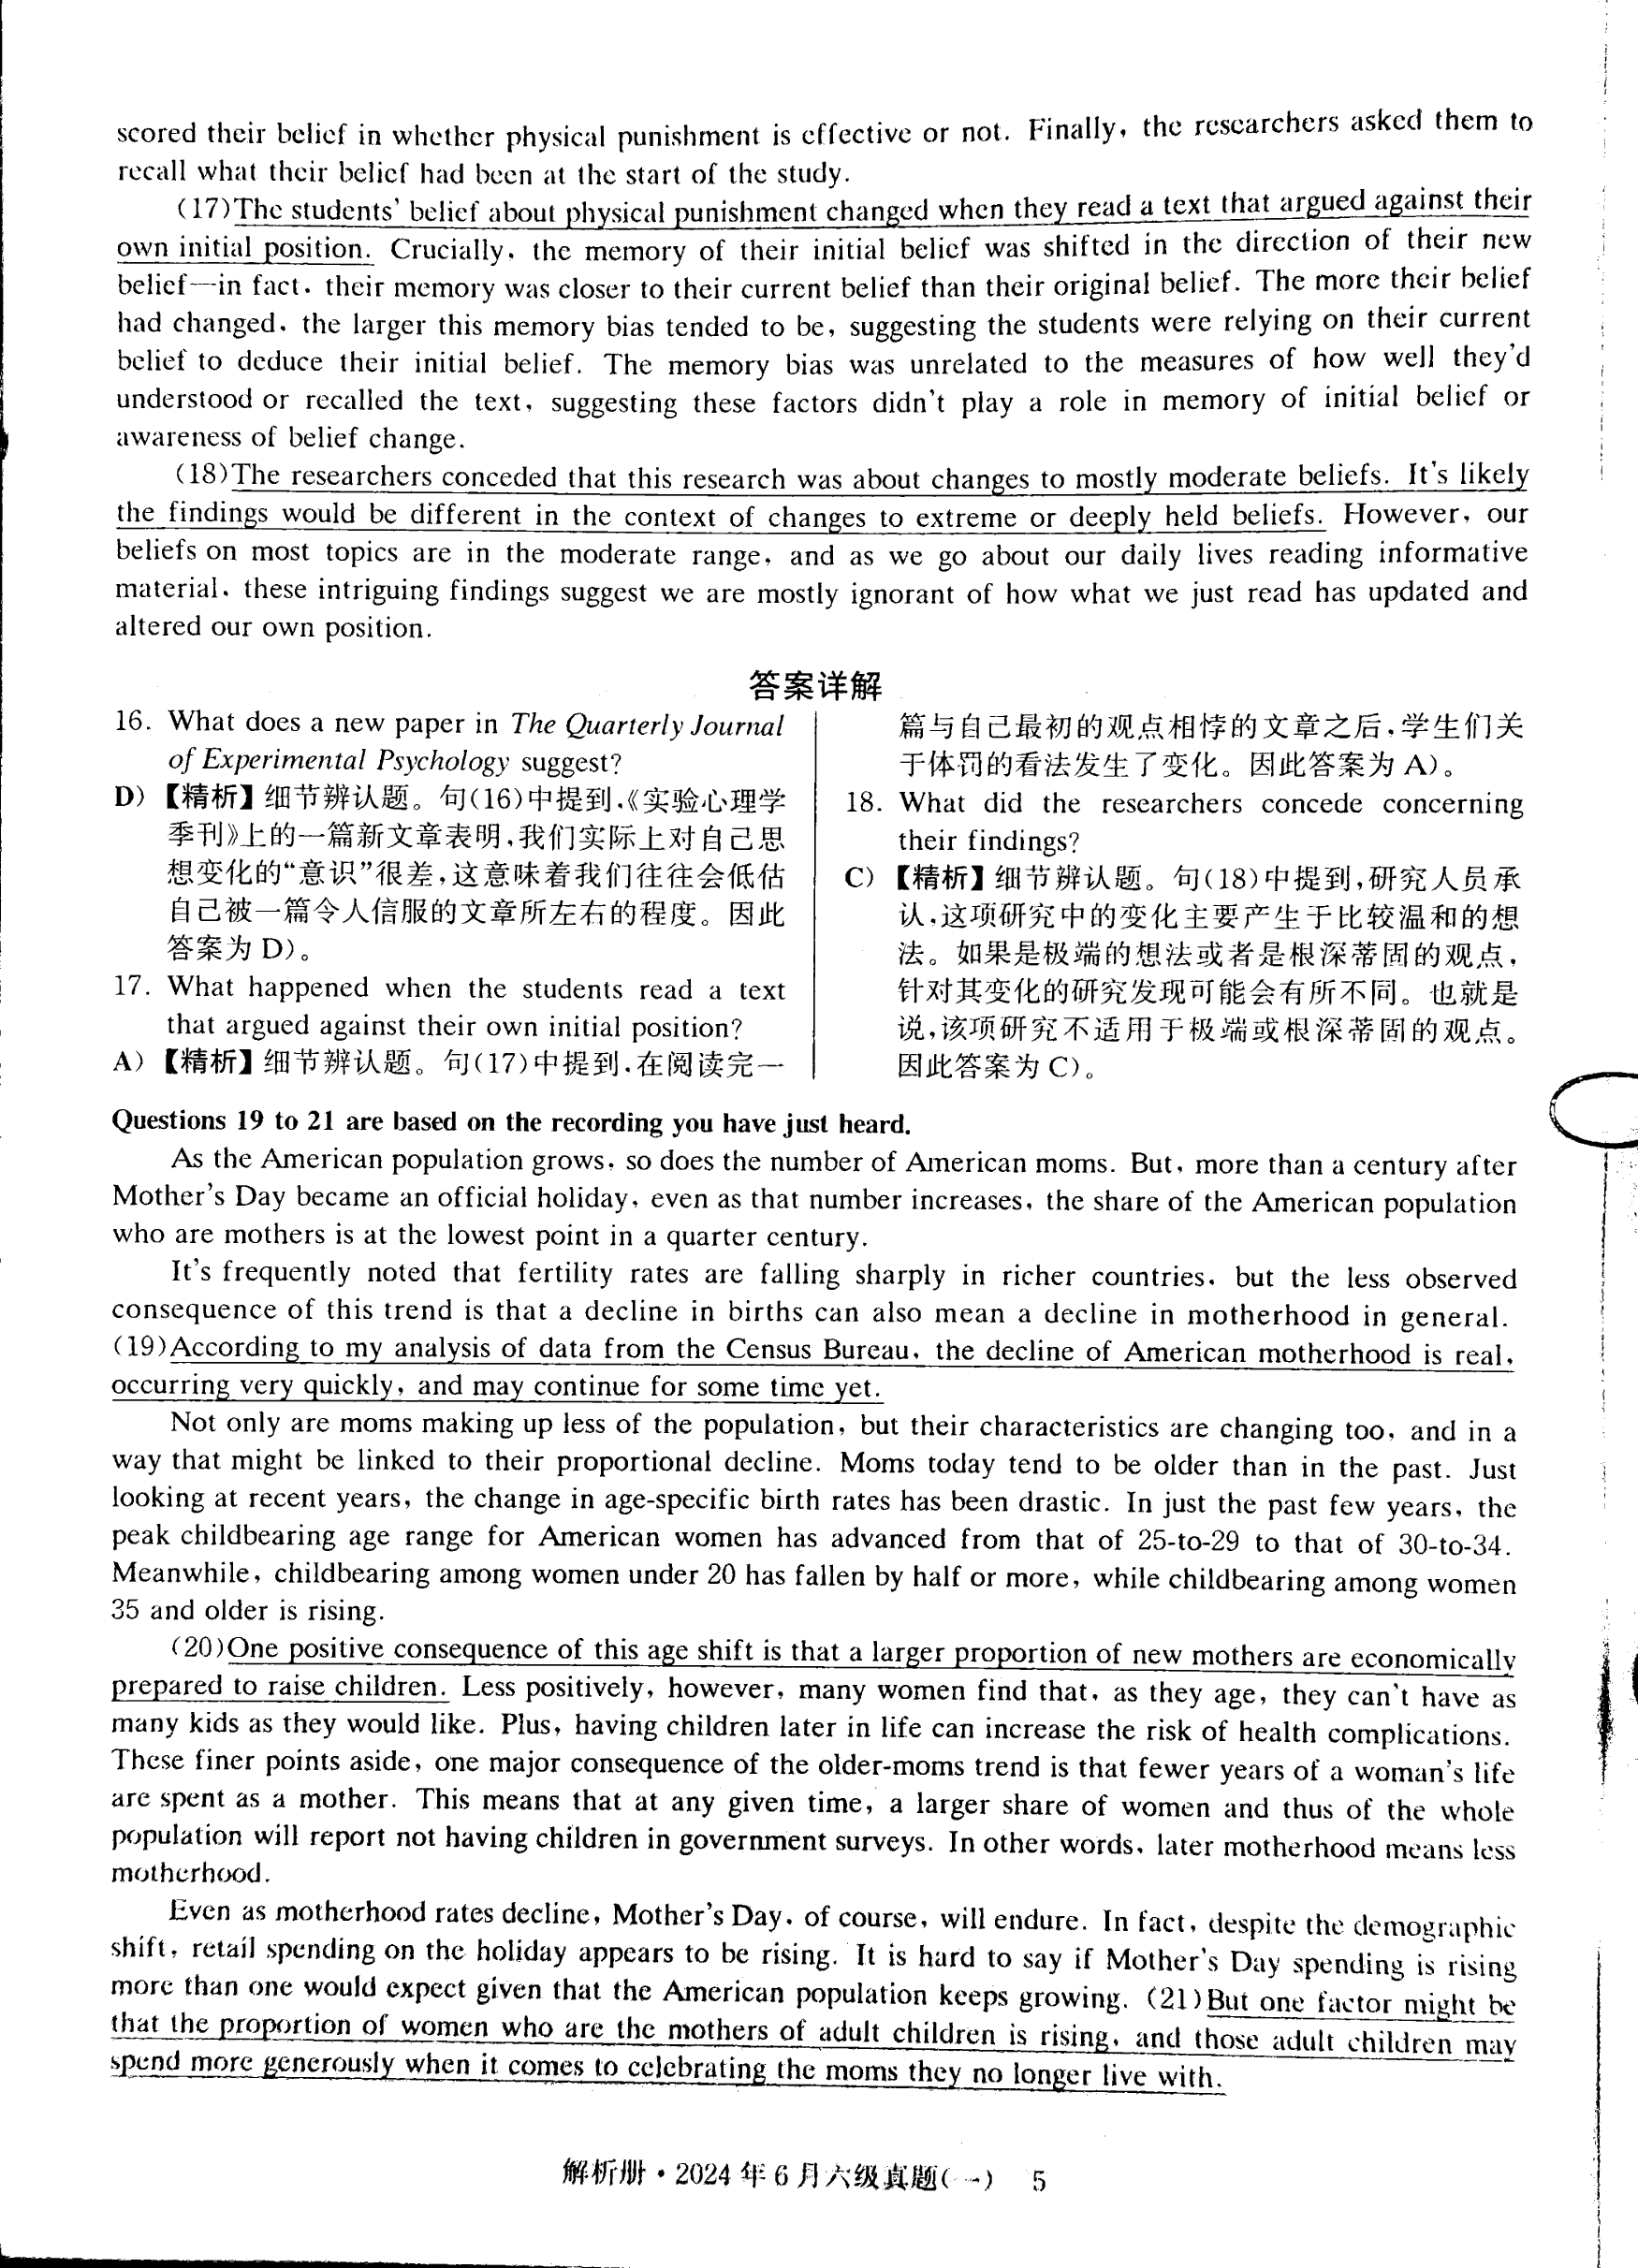 scored their belief in whether physical punishment is effective or not. Finally, the researchers asked them to
recall what their belief had been at the start of the study.
(17)The students' belief about physical punishment changed when they read a text that argued against their
own initial position. Crucially, the memory of their initial belief was shifted in the direction of their new
belief—in fact, their memory was closer to their current belief than their original belief. The more their belief
had changed, the larger this memory bias tended to be, suggesting the students were relying on their current
belief to deduce their initial belief. The memory bias was unrelated to the measures of how well they'd
understood or recalled the text, suggesting these factors didn't play a role in memory of initial belief or
awareness of belief change.
(18)The researchers conceded that this research was about changes to mostly moderate beliefs. It's likely
the findings would be different in the context of changes to extreme or deeply held beliefs. However, our
beliefs on most topics are in the moderate range, and as we go about our daily lives reading informative
material, these intriguing findings suggest we are mostly ignorant of how what we just read has updated and
altered our own position.
答案详解
16. What does a new paper in The Quarterly Journal
of Experimental Psychology suggest?
D)【精析】细节辨认题。句(16)中提到,《实验心理学
季刊》上的一篇新文章表明,我们实际上对自己思
想变化的“意识”很差,这意味着我们往往会低估
自己被一篇令人信服的文章所左右的程度。因此
答案为 D)。
17. What happened when the students read a text
that argued against their own initial position?
A)【精析】细节辨认题。句(17)中提到,在阅读完一
篇与自己最初的观点相悖的文章之后,学生们关
于体罚的看法发生了变化。因此答案为 A)。
18. What did the researchers concede concerning
their findings?
C)【精析】细节辨认题。句(18)中提到,研究人员承
认,这项研究中的变化主要产生于比较温和的想
法。如果是极端的想法或者是根深蒂固的观点,
针对其变化的研究发现可能会有所不同。也就是
说,该项研究不适用于极端或根深蒂固的观点。
因此答案为 C)。
Questions 19 to 21 are based on the recording you have just heard.
As the American population grows, so does the number of American moms. But, more than a century after
Mother's Day became an official holiday, even as that number increases, the share of the American population
who are mothers is at the lowest point in a quarter century.
It's frequently noted that fertility rates are falling sharply in richer countries, but the less observed
consequence of this trend is that a decline in births can also mean a decline in motherhood in general.
(19)According to my analysis of data from the Census Bureau, the decline of American motherhood is real,
occurring very quickly, and may continue for some time yet.
Not only are moms making up less of the population, but their characteristics are changing too, and in a
way that might be linked to their proportional decline. Moms today tend to be older than in the past. Just
looking at recent years, the change in age-specific birth rates has been drastic. In just the past few years, the
peak childbearing age range for American women has advanced from that of 25-to-29 to that of 30-to-34.
Meanwhile, childbearing among women under 20 has fallen by half or more, while childbearing among women
35 and older is rising.
(20)One positive consequence of this age shift is that a larger proportion of new mothers are economically
prepared to raise children. Less positively, however, many women find that, as they age, they can't have as
many kids as they would like. Plus, having children later in life can increase the risk of health complications.
These finer points aside, one major consequence of the older-moms trend is that fewer years of a woman's life
are spent as a mother. This means that at any given time, a larger share of women and thus of the whole
population will report not having children in government surveys. In other words, later motherhood means less
motherhood.
Even as motherhood rates decline, Mother's Day, of course, will endure. In fact, despite the demographic
shift, retail spending on the holiday appears to be rising. It is hard to say if Mother's Day spending is rising
more than one would expect given that the American population keeps growing. (21)But one factor might be
that the proportion of women who are the mothers of adult children is rising, and those adult children may
spend more generously when it comes to celebrating the moms they no longer live with.
解析册·2024 年 6 月六级真题(一) 5